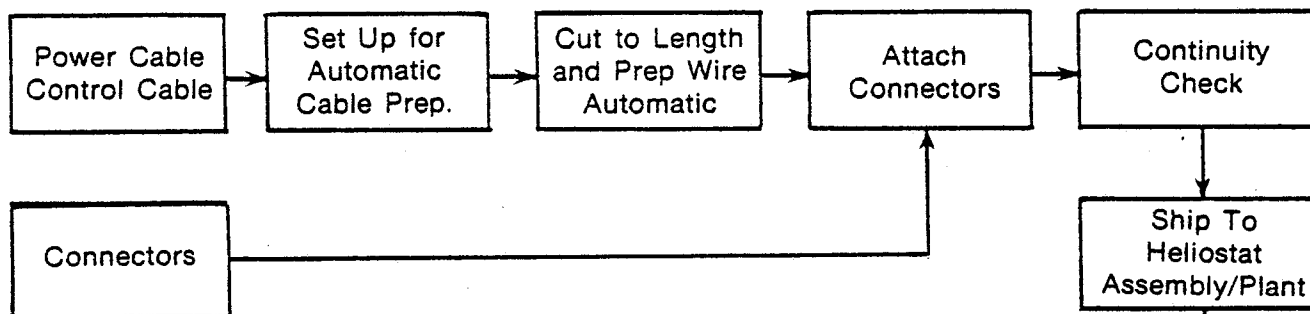 Power Cable
Control Cable
Set Up for
Automatic
Cable Prep.
Cut to Length
and Prep Wire
Automatic
Attach
Connectors
Continuity
Check
Connectors
Ship To
Heliostat
Assembly/Plant